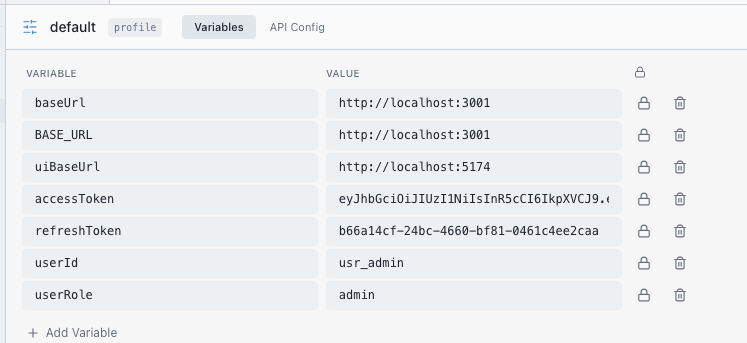 default profile Variables API Config
VARIABLE VALUE
baseUrl http://localhost:3001
BASE_URL http://localhost:3001
uiBaseUrl http://localhost:5174
accessToken eyJhbGciOiJIUzI1NiIsInR5cCI6IkpXVCJ9.e
refreshToken b66a14cf-24bc-4660-bf81-0461c4ee2caa
userId usr_admin
userRole admin
+ Add Variable